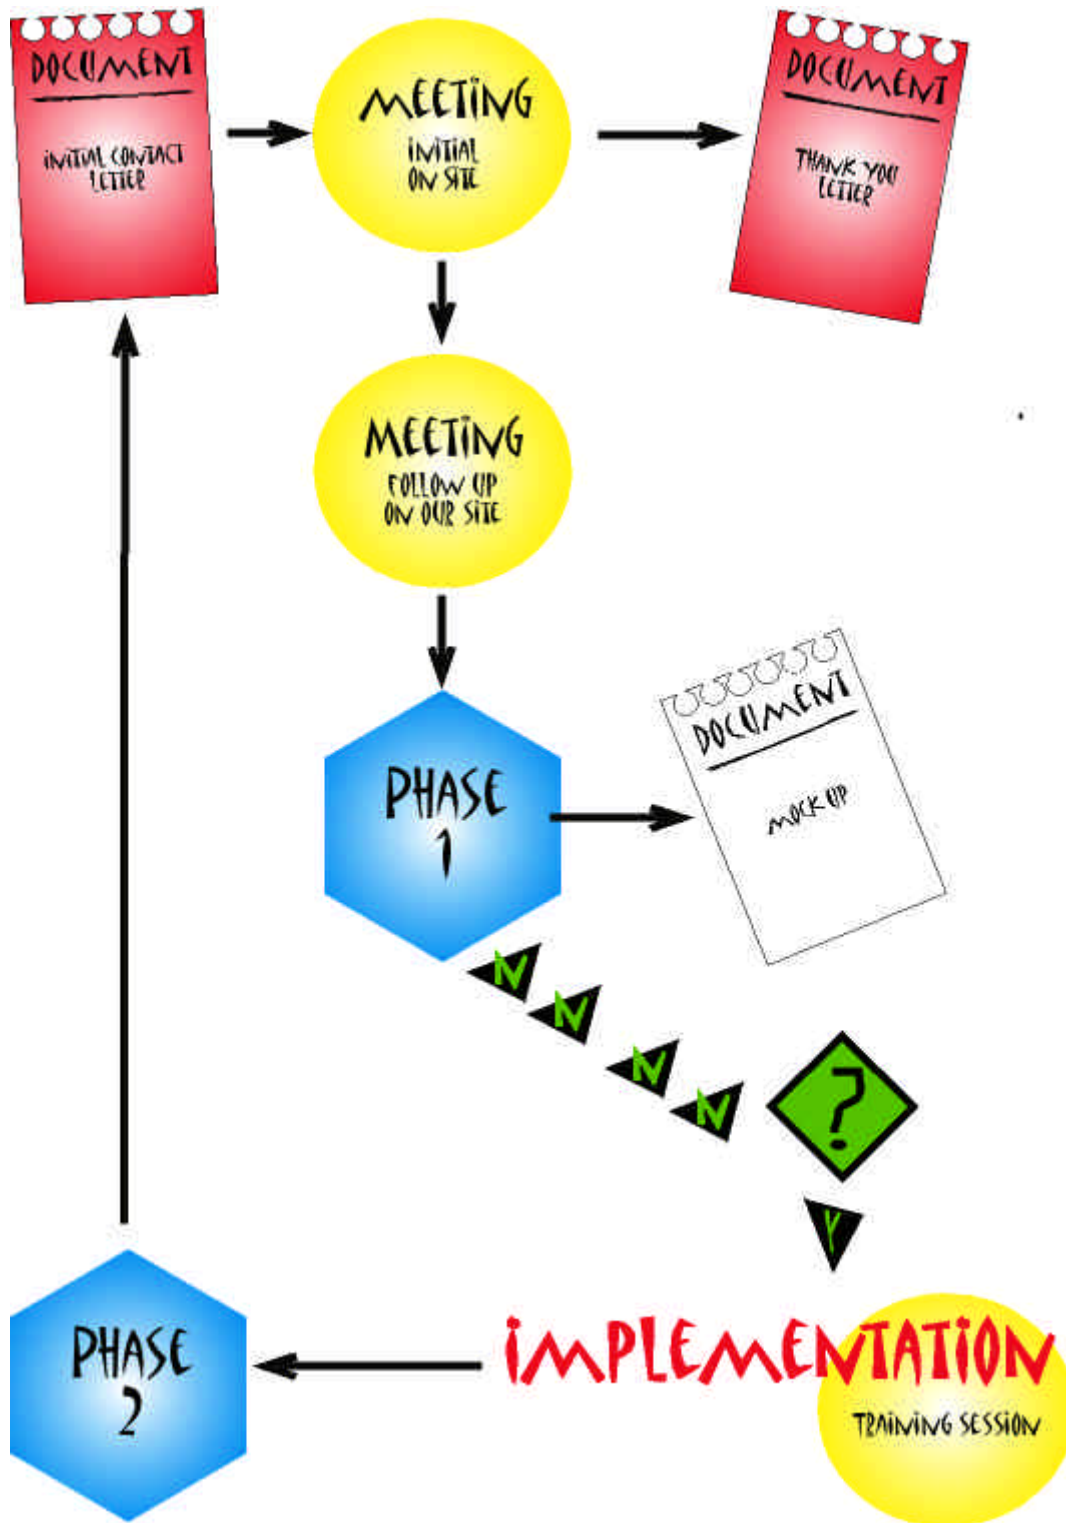 DOCUMENT
INITIAL CONTACT
LETTER
MEETING
INITIAL
ON SITE
DOCUMENT
THANK YOU
LETTER
MEETING
FOLLOW UP
ON OUR SITE
PHASE
1
DOCUMENT
MOCK UP
N
N
N
N
?
Y
IMPLEMENTATION
TRAINING SESSION
PHASE
2